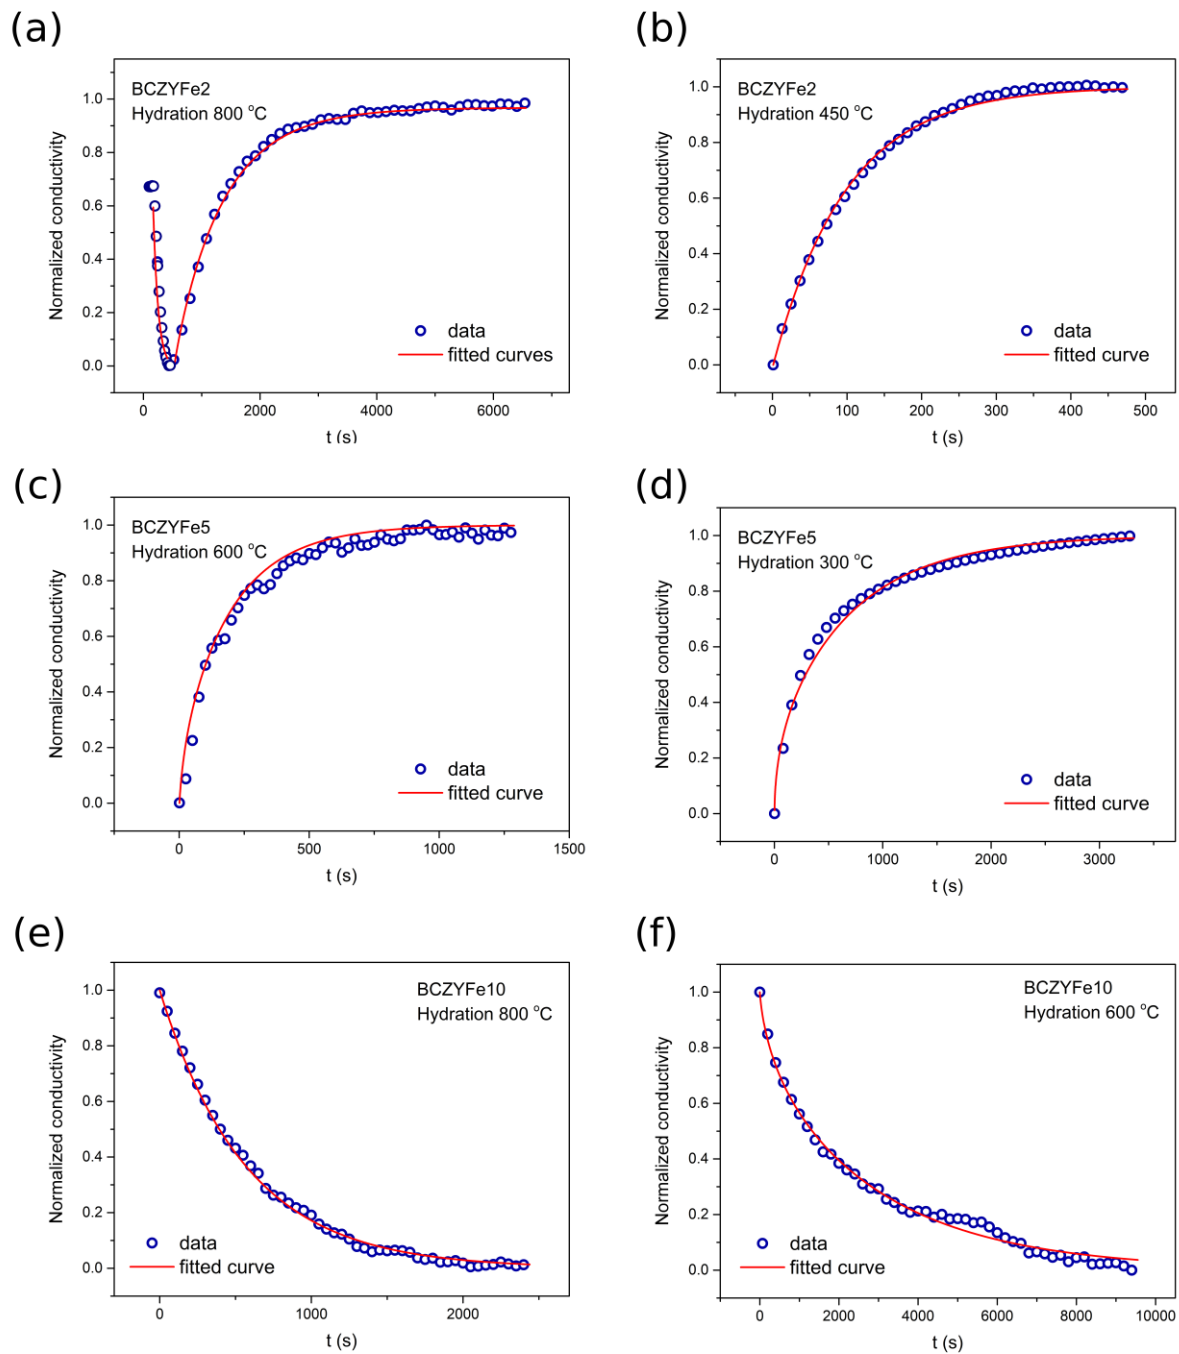 (a)
BCZYFe2
Hydration 800 °C
Normalized conductivity
1.0
0.8
0.6
0.4
0.2
0.0
data
fitted curves
0 2000 4000 6000
t (s)
(b)
BCZYFe2
Hydration 450 °C
Normalized conductivity
1.0
0.8
0.6
0.4
0.2
0.0
data
fitted curve
0 100 200 300 400 500
t (s)
(c)
BCZYFe5
Hydration 600 °C
Normalized conductivity
1.0
0.8
0.6
0.4
0.2
0.0
data
fitted curve
0 500 1000 1500
t (s)
(d)
BCZYFe5
Hydration 300 °C
Normalized conductivity
1.0
0.8
0.6
0.4
0.2
0.0
data
fitted curve
0 1000 2000 3000
t (s)
(e)
BCZYFe10
Hydration 800 °C
Normalized conductivity
1.0
0.8
0.6
0.4
0.2
0.0
data
fitted curve
0 1000 2000
t (s)
(f)
BCZYFe10
Hydration 600 °C
Normalized conductivity
1.0
0.8
0.6
0.4
0.2
0.0
data
fitted curve
0 2000 4000 6000 8000 10000
t (s)